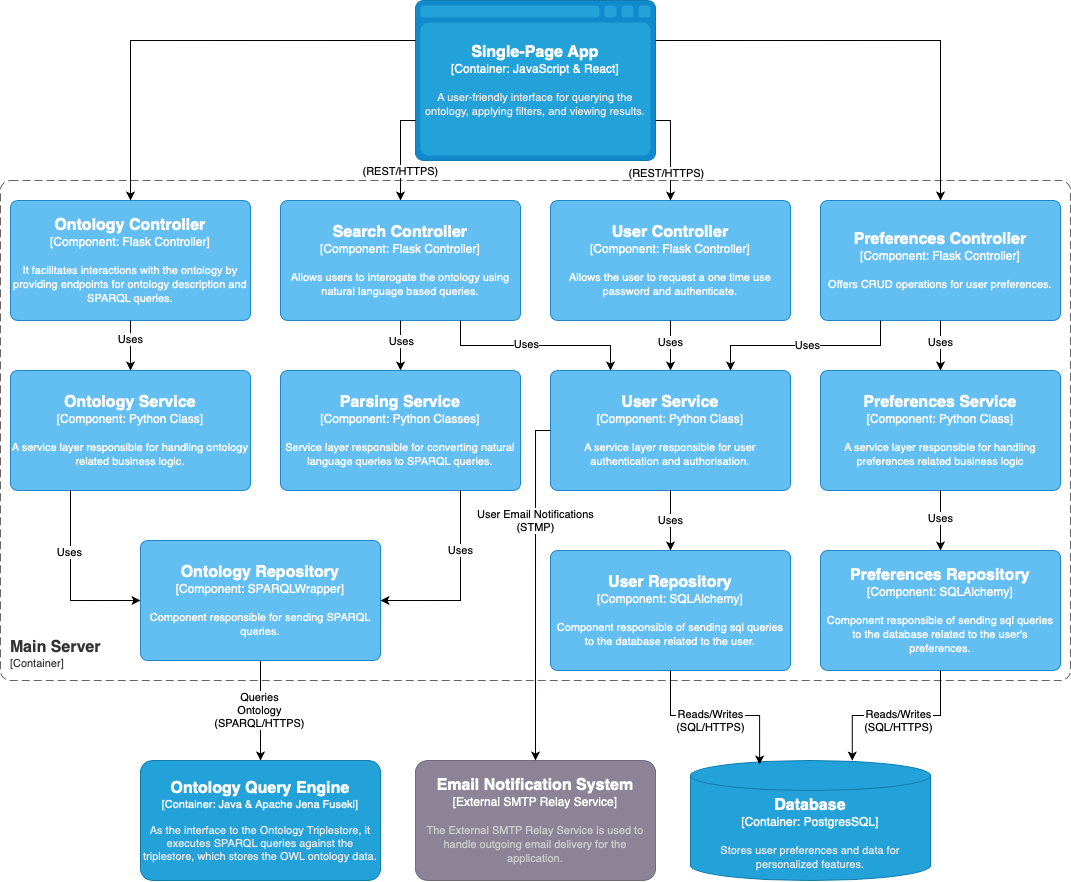 Single-Page App
[Container: JavaScript & React]
A user-friendly interface for querying the
ontology, applying filters, and viewing results.
(REST/HTTPS)
(REST/HTTPS)
Ontology Controller
[Component: Flask Controller]
It facilitates interactions with the ontology by
providing endpoints for ontology description and
SPARQL queries.
Search Controller
[Component: Flask Controller]
Allows users to interogate the ontology using
natural language based queries.
User Controller
[Component: Flask Controller]
Allows the user to request a one time use
password and authenticate.
Preferences Controller
[Component: Flask Controller]
Offers CRUD operations for user preferences.
Uses
Uses
Uses
Uses
Uses
Uses
Ontology Service
[Component: Python Class]
A service layer responsible for handling ontology
related business logic.
Parsing Service
[Component: Python Classes]
Service layer responsible for converting natural
language queries to SPARQL queries.
User Service
[Component: Python Class]
A service layer responsible for user
authentication and authorisation.
Preferences Service
[Component: Python Class]
A service layer responsible for handling
preferences related business logic
Uses
Uses
User Email Notifications
(STMP)
Uses
Uses
Ontology Repository
[Component: SPARQLWrapper]
Component responsible for sending SPARQL
queries.
User Repository
[Component: SQLAlchemy]
Component responsible of sending sql queries
to the database related to the user.
Preferences Repository
[Component: SQLAlchemy]
Component responsible of sending sql queries
to the database related to the user's
preferences.
Main Server
[Container]
Queries
Ontology
(SPARQL/HTTPS)
Reads/Writes
(SQL/HTTPS)
Reads/Writes
(SQL/HTTPS)
Ontology Query Engine
[Container: Java & Apache Jena Fuseki]
As the interface to the Ontology Triplestore, it
executes SPARQL queries against the
triplestore, which stores the OWL ontology data.
Email Notification System
[External SMTP Relay Service]
The External SMTP Relay Service is used to
handle outgoing email delivery for the
application.
Database
[Container: PostgresSQL]
Stores user preferences and data for
personalized features.